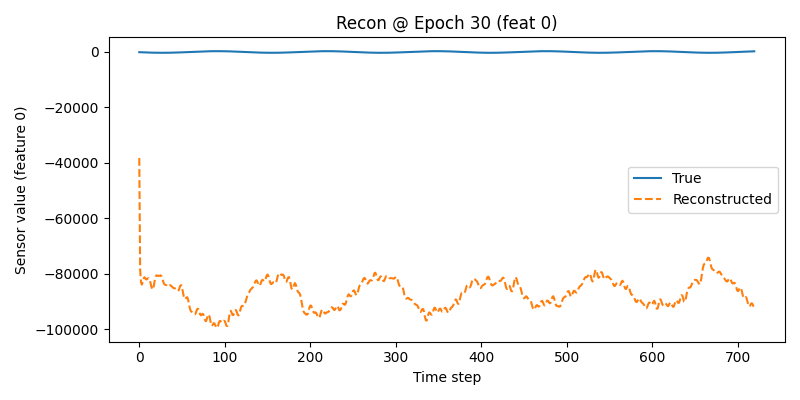 Recon @ Epoch 30 (feat 0)
Sensor value (feature 0)
0
−20000
−40000
−60000
−80000
−100000
True
Reconstructed
0 100 200 300 400 500 600 700
Time step